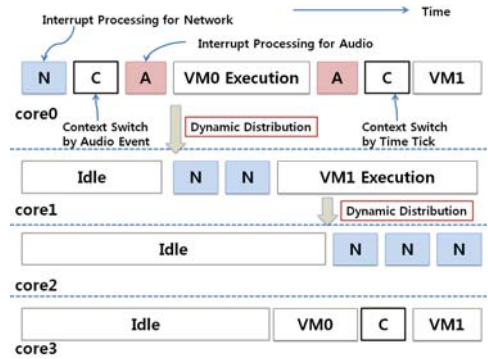 Interrupt Processing for Network
Time
Interrupt Processing for Audio
N C A VM0 Execution A C VM1
core0
Context Switch
by Audio Event
Dynamic Distribution
Context Switch
by Time Tick
Idle N N VM1 Execution
core1
Dynamic Distribution
Idle N N N
core2
Idle VM0 C VM1
core3